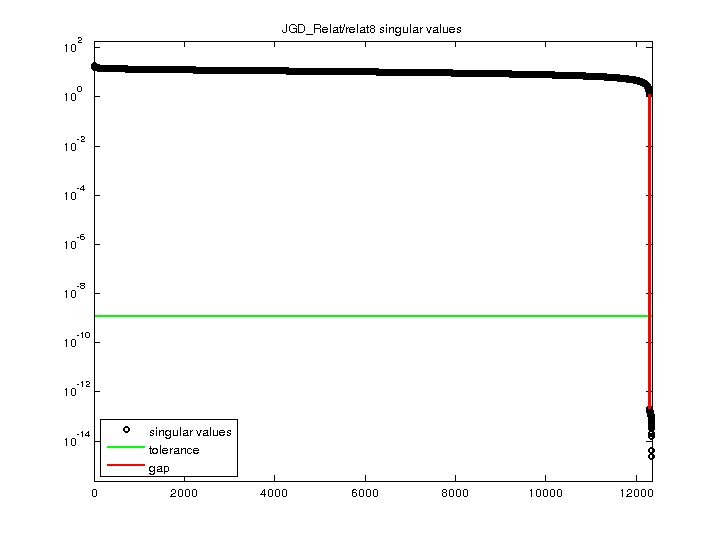 JGD_Relat/relat8 singular values
10^2
10^0
10^-2
10^-4
10^-6
10^-8
10^-10
10^-12
10^-14
singular values
tolerance
gap
0 2000 4000 6000 8000 10000 12000